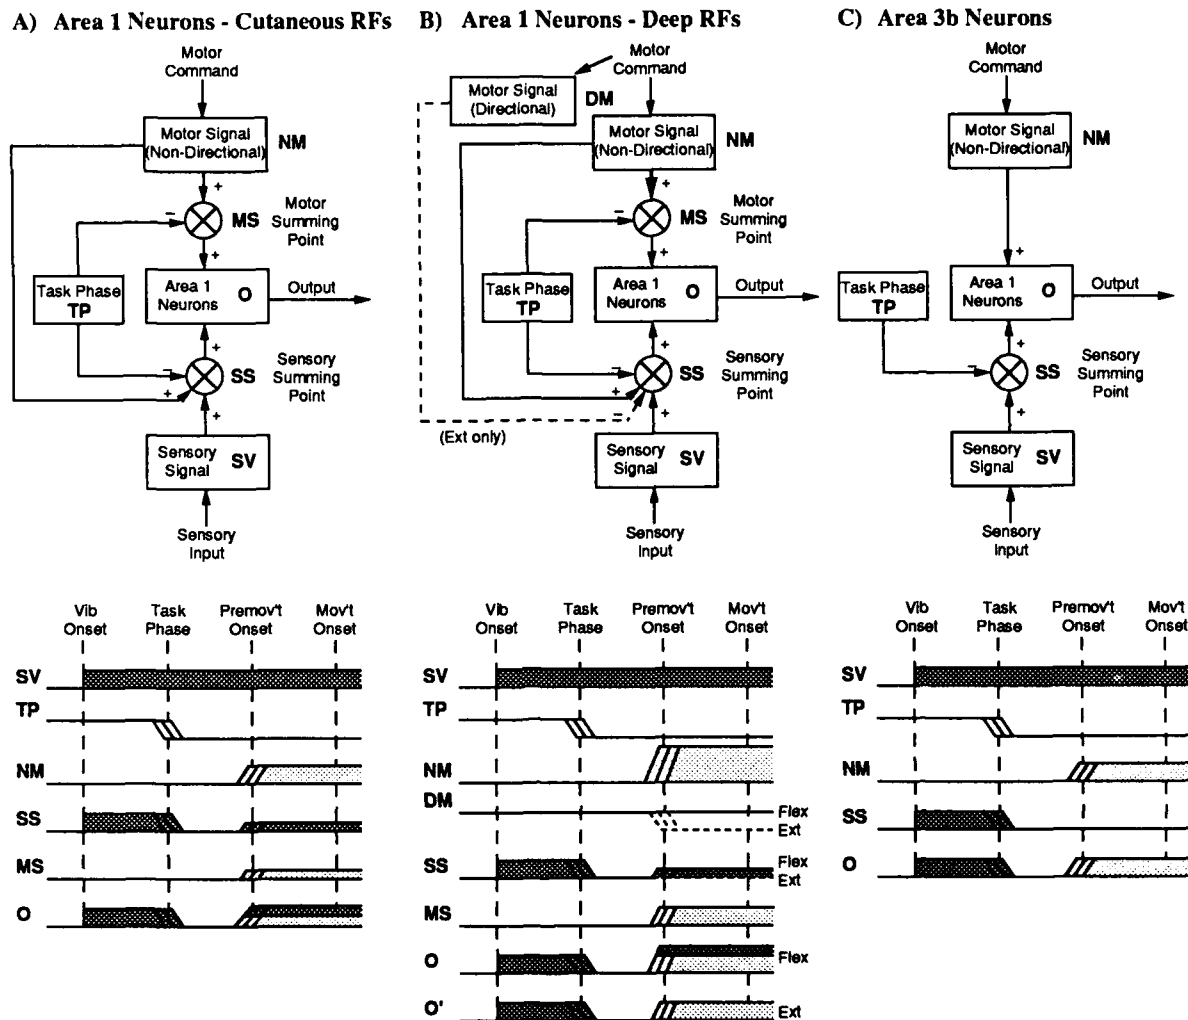 A) Area 1 Neurons - Cutaneous RFs
Motor
Command
Motor Signal
(Non-Directional)
NM
+
−
MS
Motor
Summing
Point
+
Task Phase
TP
Area 1
Neurons
O
Output
+
−
+
SS
Sensory
Summing
Point
+
Sensory
Signal
SV
Sensory
Input
Vib
Onset
Task
Phase
Premov't
Onset
Mov't
Onset
SV
TP
NM
SS
MS
O
B) Area 1 Neurons - Deep RFs
Motor
Command
Motor Signal
(Directional)
DM
Motor Signal
(Non-Directional)
NM
+
−
MS
Motor
Summing
Point
+
Task Phase
TP
Area 1
Neurons
O
Output
+
−
+
−
SS
Sensory
Summing
Point
(Ext only)
+
Sensory
Signal
SV
Sensory
Input
Vib
Onset
Task
Phase
Premov't
Onset
Mov't
Onset
SV
TP
NM
DM
Flex
Ext
SS
Flex
Ext
MS
O
Flex
O'
Ext
C) Area 3b Neurons
Motor
Command
Motor Signal
(Non-Directional)
NM
+
Task Phase
TP
Area 1
Neurons
O
Output
+
−
SS
Sensory
Summing
Point
+
Sensory
Signal
SV
Sensory
Input
Vib
Onset
Task
Phase
Premov't
Onset
Mov't
Onset
SV
TP
NM
SS
O